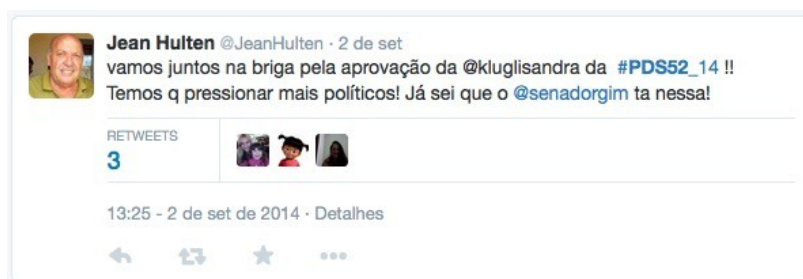 Jean Hulten @JeanHulten · 2 de set
vamos juntos na briga pela aprovação da @kluglisandra da #PDS52_14 !!
Temos q pressionar mais políticos! Já sei que o @senadorgim ta nessa!
RETWEETS
3
13:25 - 2 de set de 2014 · Detalhes